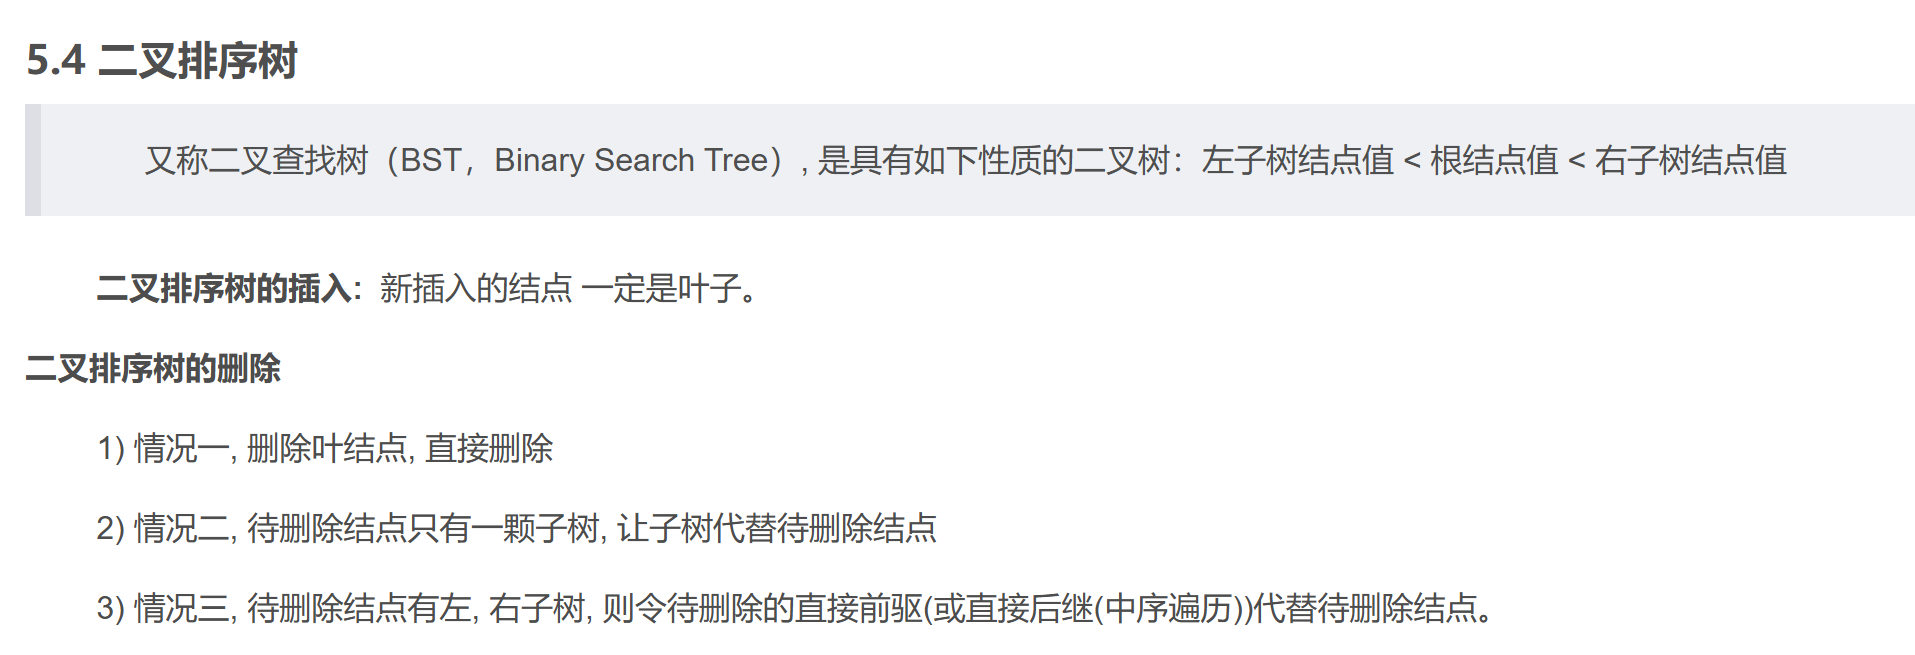 5.4 二叉排序树
又称二叉查找树（BST，Binary Search Tree）, 是具有如下性质的二叉树：左子树结点值 < 根结点值 < 右子树结点值
二叉排序树的插入：新插入的结点 一定是叶子。
二叉排序树的删除
1) 情况一, 删除叶结点, 直接删除
2) 情况二, 待删除结点只有一颗子树, 让子树代替待删除结点
3) 情况三, 待删除结点有左, 右子树, 则令待删除的直接前驱(或直接后继(中序遍历))代替待删除结点。